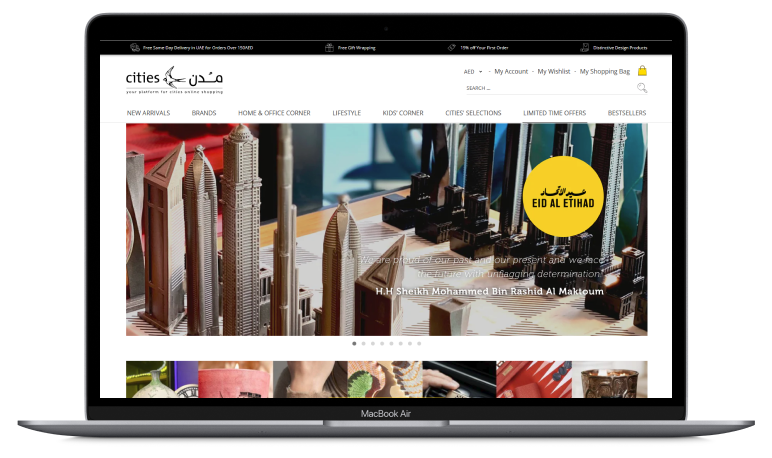 Free Same Day Delivery in UAE for Orders Over 150AED
Free Gift Wrapping
15% off Your First Order
Distinctive Design Products
cities مُدن
your platform for cities online shopping
AED - My Account - My Wishlist - My Shopping Bag
SEARCH ...
NEW ARRIVALS BRANDS HOME & OFFICE CORNER LIFESTYLE KIDS' CORNER CITIES' SELECTIONS LIMITED TIME OFFERS BESTSELLERS
عيد الاتحاد
EID AL ETIHAD
We are proud of our past and our present and we face
the future with unflagging determination.
H.H Sheikh Mohammed Bin Rashid Al Maktoum
MacBook Air